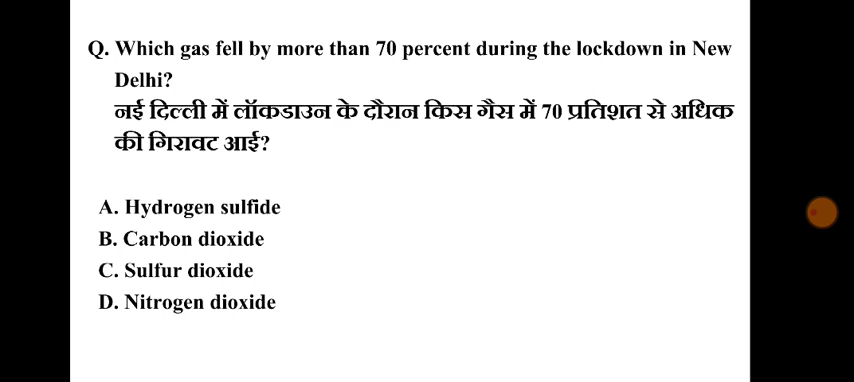 Q. Which gas fell by more than 70 percent during the lockdown in New
Delhi?
नई दिल्ली में लॉकडाउन के दौरान किस गैस में 70 प्रतिशत से अधिक
की गिरावट आई?
A. Hydrogen sulfide
B. Carbon dioxide
C. Sulfur dioxide
D. Nitrogen dioxide